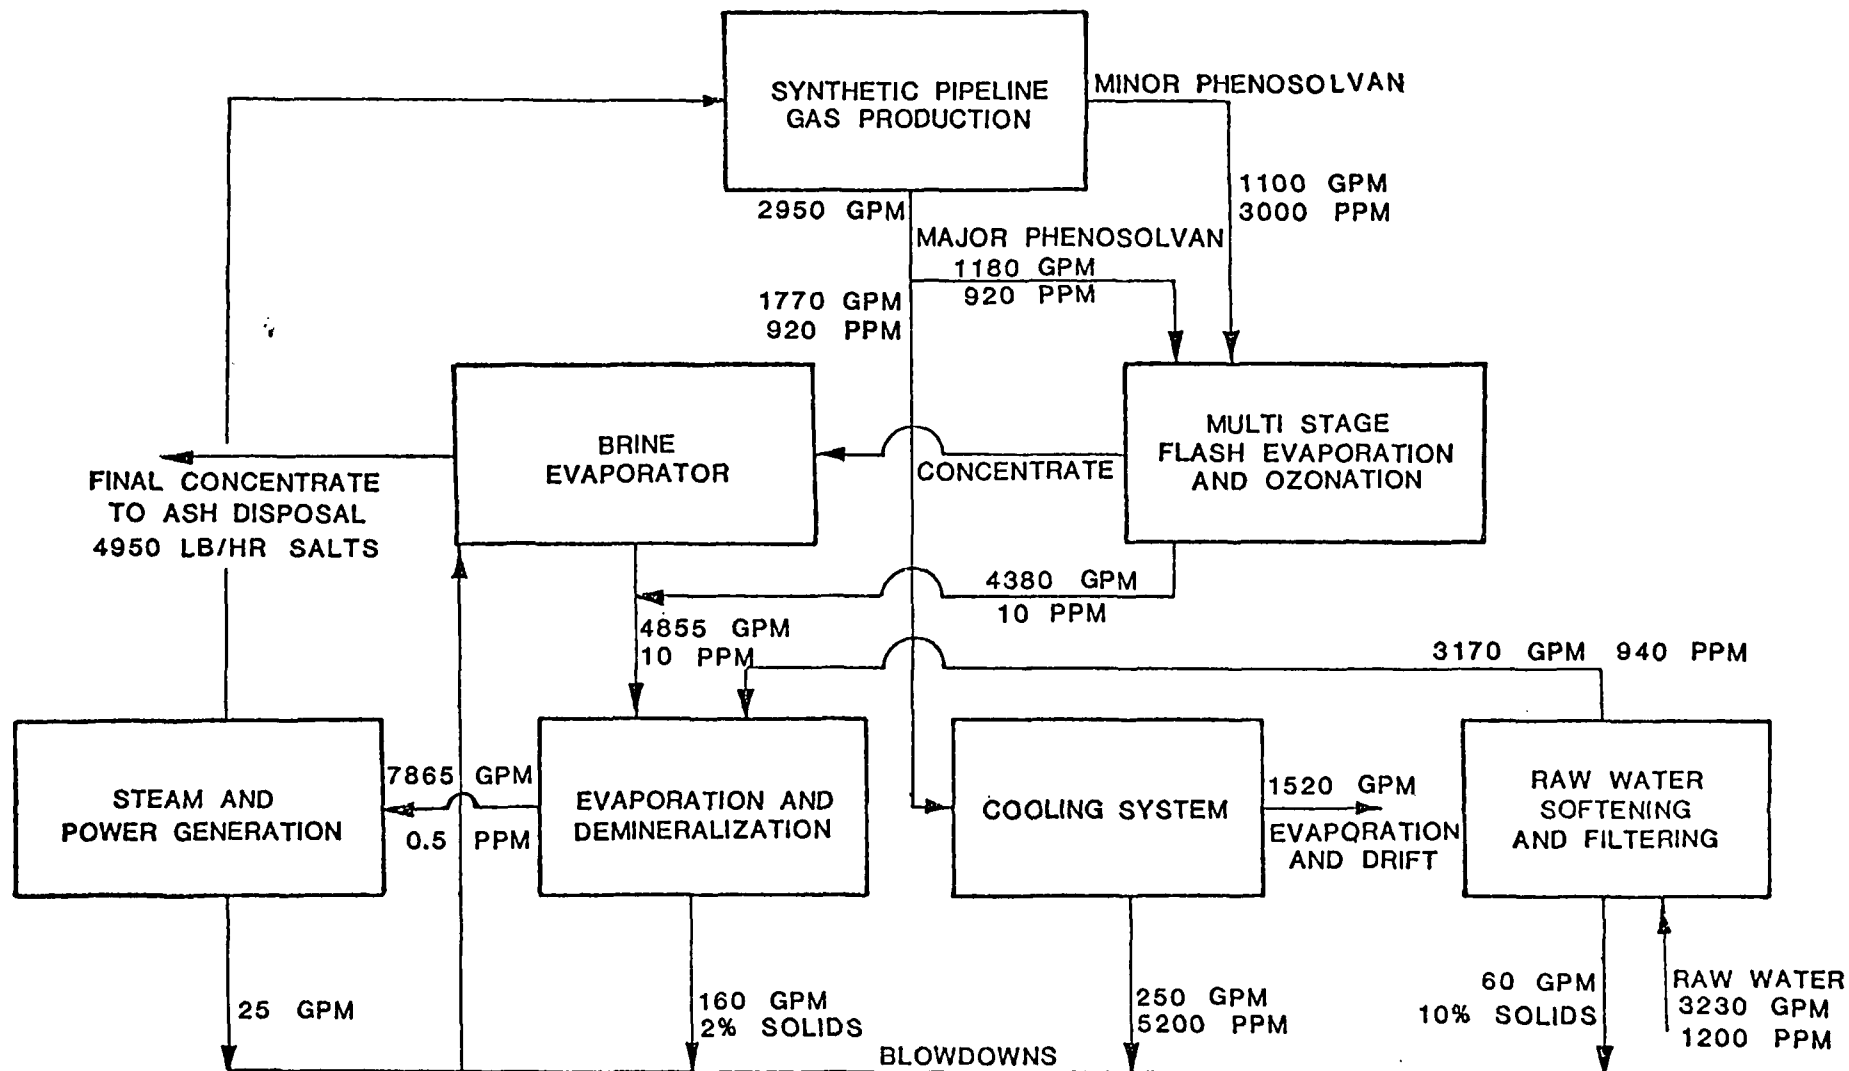 SYNTHETIC PIPELINE
GAS PRODUCTION
MINOR PHENOSOLVAN
1100 GPM
3000 PPM
2950 GPM
MAJOR PHENOSOLVAN
1180 GPM
920 PPM
1770 GPM
920 PPM
BRINE
EVAPORATOR
MULTI STAGE
FLASH EVAPORATION
AND OZONATION
CONCENTRATE
FINAL CONCENTRATE
TO ASH DISPOSAL
4950 LB/HR SALTS
4380 GPM
10 PPM
4855 GPM
10 PPM
3170 GPM 940 PPM
STEAM AND
POWER GENERATION
7865 GPM
0.5 PPM
EVAPORATION AND
DEMINERALIZATION
COOLING SYSTEM
1520 GPM
EVAPORATION
AND DRIFT
RAW WATER
SOFTENING
AND FILTERING
25 GPM
160 GPM
2% SOLIDS
250 GPM
5200 PPM
60 GPM
10% SOLIDS
RAW WATER
3230 GPM
1200 PPM
BLOWDOWNS